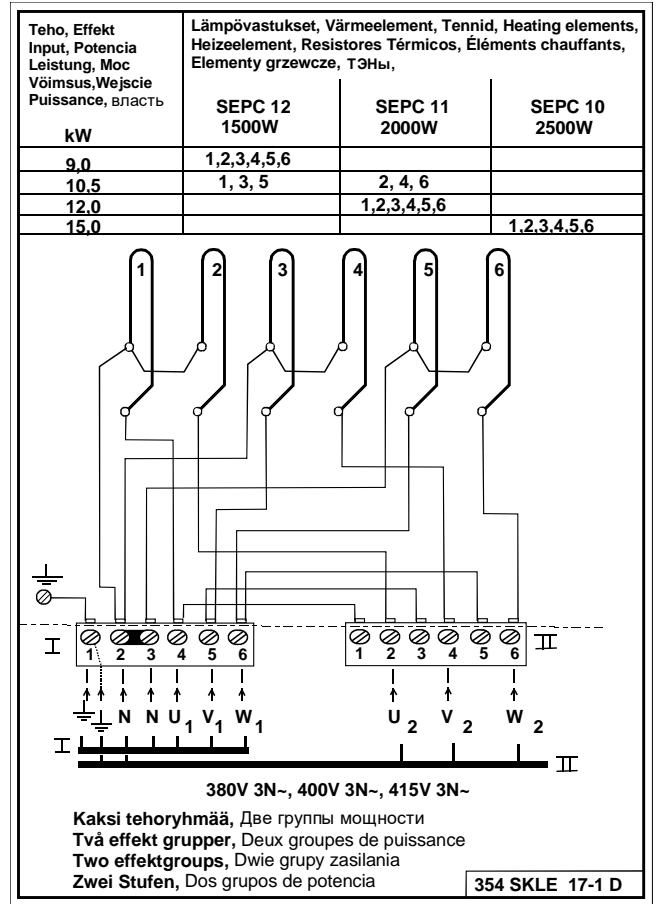 Teho, Effekt
Input, Potencia
Leistung, Moc
Vöimsus,Wejscie
Puissance, власть
kW
Lämpövastukset, Värmeelement, Tennid, Heating elements,
Heizeelement, Resistores Térmicos, Éléments chauffants,
Elementy grzewcze, ТЭНы,
SEPC 12 SEPC 11 SEPC 10
1500W 2000W 2500W
9,0 1,2,3,4,5,6
10,5 1, 3, 5 2, 4, 6
12,0 1,2,3,4,5,6
15,0 1,2,3,4,5,6
1 2 3 4 5 6
I 1 2 3 4 5 6 1 2 3 4 5 6 II
N N U1 V1 W1 U2 V2 W2
I
II
380V 3N~, 400V 3N~, 415V 3N~
Kaksi tehoryhmää, Две группы мощности
Två effekt grupper, Deux groupes de puissance
Two effektgroups, Dwie grupy zasilania
Zwei Stufen, Dos grupos de potencia
354 SKLE 17-1 D